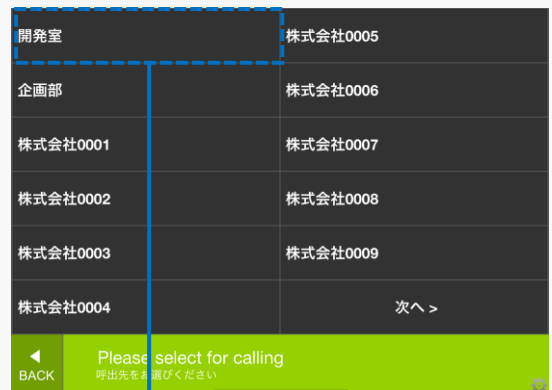 開発室
企画部
株式会社0001
株式会社0002
株式会社0003
株式会社0004
株式会社0005
株式会社0006
株式会社0007
株式会社0008
株式会社0009
次へ >
BACK
Please select for calling
呼出先をお選びください